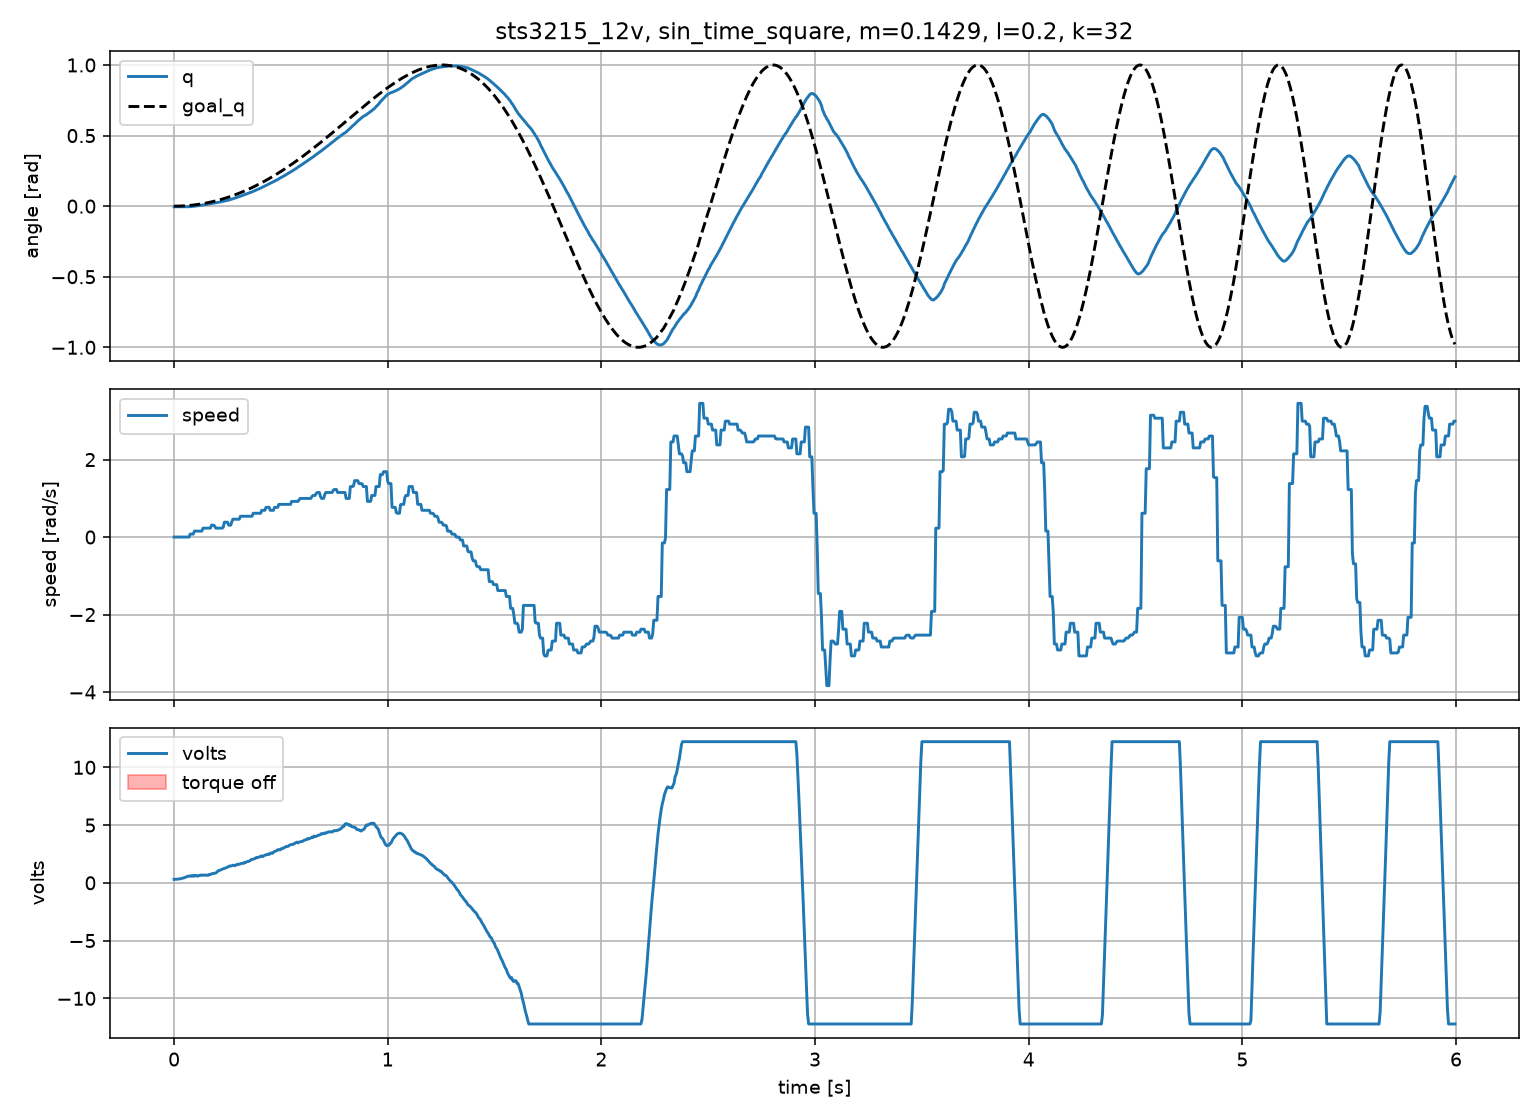 sts3215_12v, sin_time_square, m=0.1429, l=0.2, k=32
1.0
0.5
0.0
−0.5
−1.0
angle [rad]
q
goal_q
2
0
−2
−4
speed [rad/s]
speed
10
5
0
−5
−10
volts
volts
torque off
0 1 2 3 4 5 6
time [s]